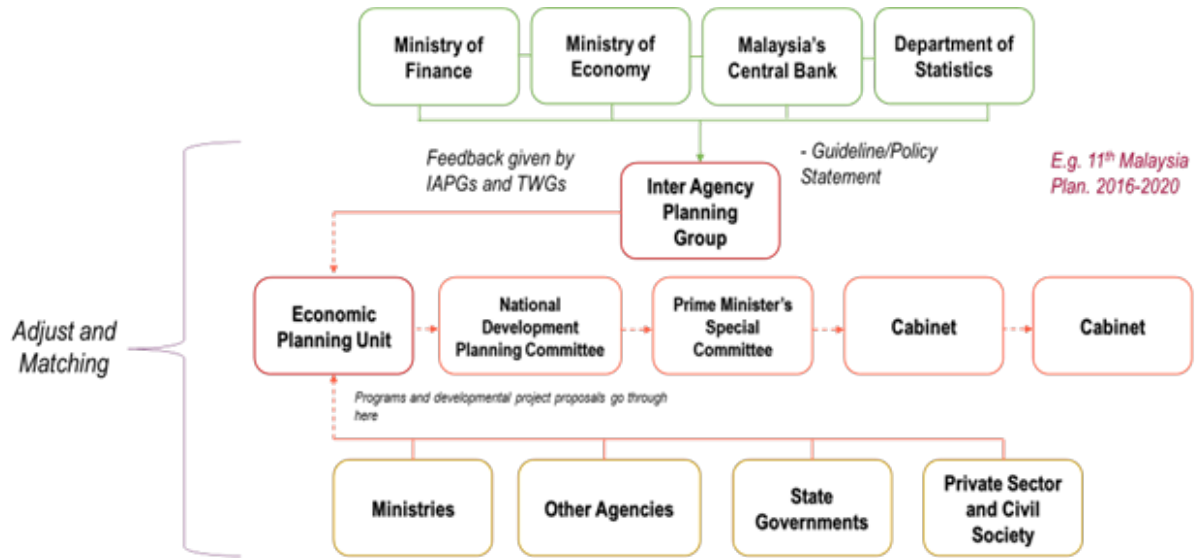 Ministry of
Finance
Ministry of
Economy
Malaysia's
Central Bank
Department of
Statistics
Feedback given by
IAPGs and TWGs
- Guideline/Policy
Statement
E.g. 11th Malaysia
Plan. 2016-2020
Inter Agency
Planning
Group
Adjust and
Matching
Economic
Planning Unit
National
Development
Planning Committee
Prime Minister's
Special
Committee
Cabinet
Cabinet
Programs and developmental project proposals go through
here
Ministries
Other Agencies
State
Governments
Private Sector
and Civil
Society